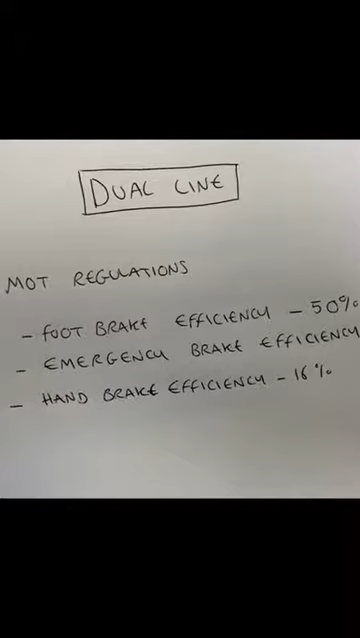 DUAL LINE
MOT REGULATIONS
- FOOT BRAKE EFFICIENCY - 50%
- EMERGENCY BRAKE EFFICIENCY
- HAND BRAKE EFFICIENCY - 16%